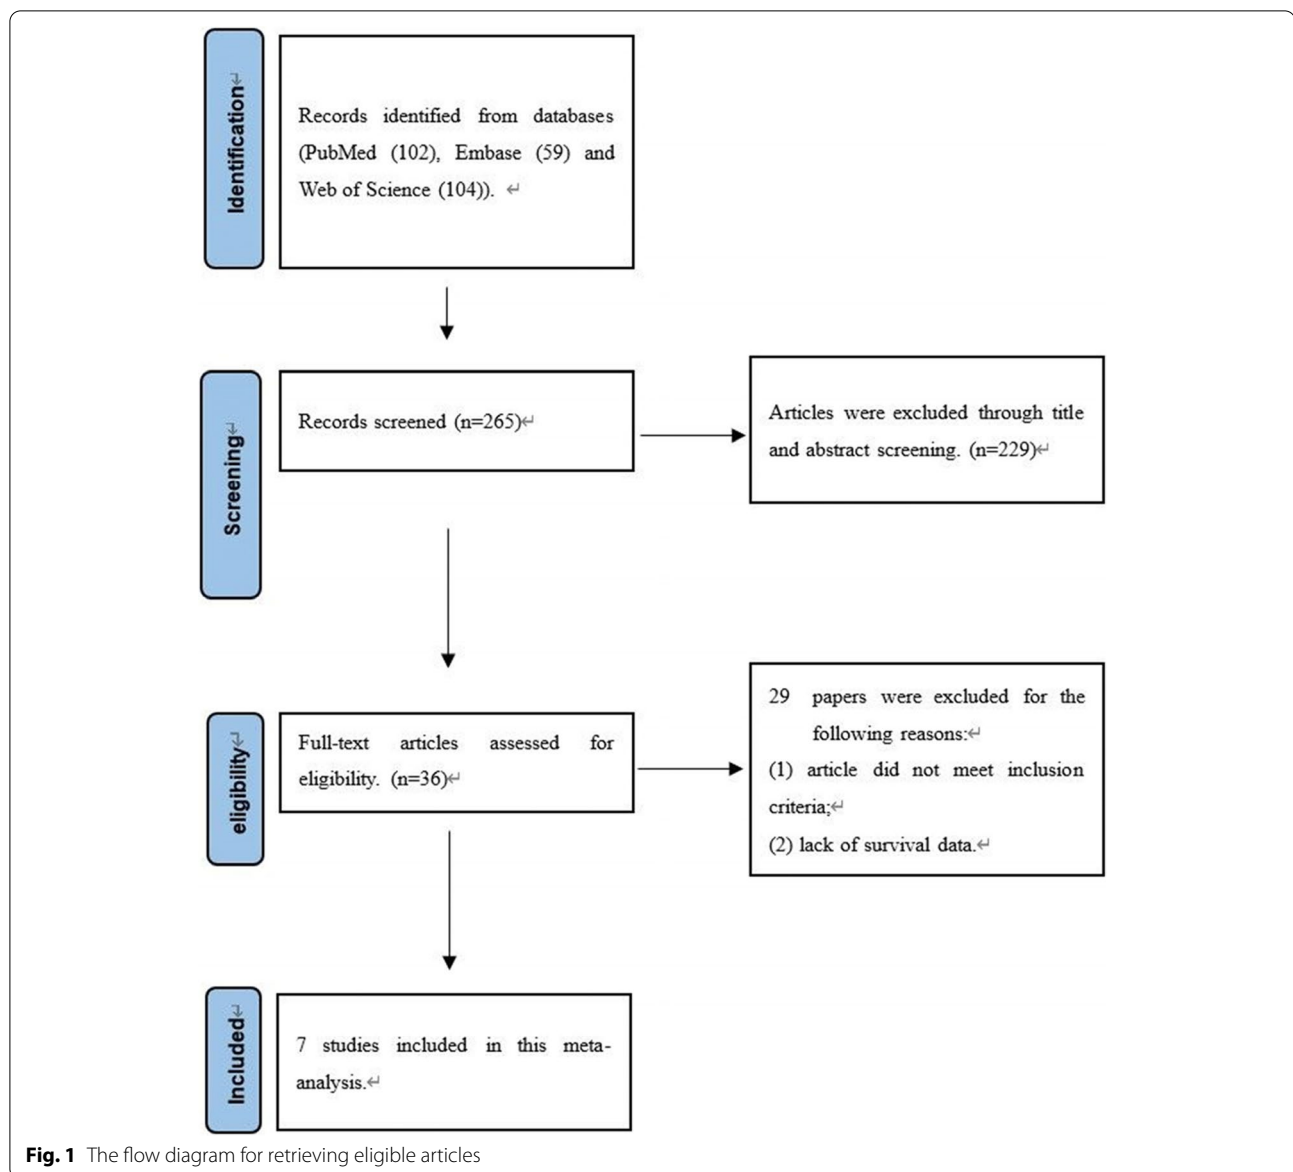 Identification↵
Records identified from databases
(PubMed (102), Embase (59) and
Web of Science (104)). ↵
Screening↵
Records screened (n=265)↵
Articles were excluded through title
and abstract screening. (n=229)↵
eligibility↵
Full-text articles assessed for
eligibility. (n=36)↵
29 papers were excluded for the
following reasons:↵
(1) article did not meet inclusion
criteria;↵
(2) lack of survival data.↵
Included↵
7 studies included in this meta-
analysis.↵
Fig. 1 The flow diagram for retrieving eligible articles